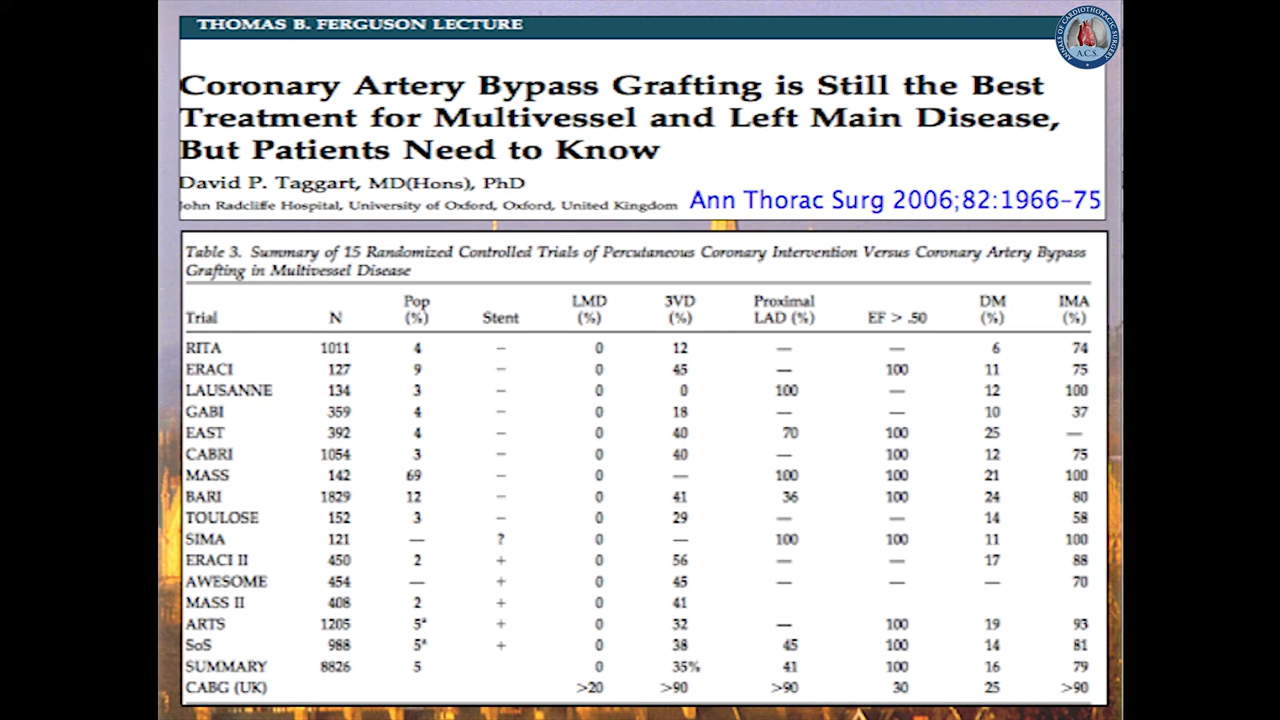 THOMAS B. FERGUSON LECTURE
ANNALS OF CARDIOTHORACIC SURGERY
A.C.S.
Coronary Artery Bypass Grafting is Still the Best
Treatment for Multivessel and Left Main Disease,
But Patients Need to Know
David P. Taggart, MD(Hons), PhD
John Radcliffe Hospital, University of Oxford, Oxford, United Kingdom
Ann Thorac Surg 2006;82:1966–75
Table 3. Summary of 15 Randomized Controlled Trials of Percutaneous Coronary Intervention Versus Coronary Artery Bypass
Grafting in Multivessel Disease
Pop LMD 3VD Proximal DM IMA
Trial N (%) Stent (%) (%) LAD (%) EF > .50 (%) (%)
RITA 1011 4 – 0 12 — — 6 74
ERACI 127 9 – 0 45 — 100 11 75
LAUSANNE 134 3 – 0 0 100 — 12 100
GABI 359 4 – 0 18 — — 10 37
EAST 392 4 – 0 40 70 100 25 —
CABRI 1054 3 – 0 40 — 100 12 75
MASS 142 69 – 0 — 100 100 21 100
BARI 1829 12 – 0 41 36 100 24 80
TOULOSE 152 3 – 0 29 — — 14 58
SIMA 121 — ? 0 — 100 100 11 100
ERACI II 450 2 + 0 56 — — 17 88
AWESOME 454 — + 0 45 — — — 70
MASS II 408 2 + 0 41
ARTS 1205 5ª + 0 32 — 100 19 93
SoS 988 5ª + 0 38 45 100 14 81
SUMMARY 8826 5 0 35% 41 100 16 79
CABG (UK) >20 >90 >90 30 25 >90